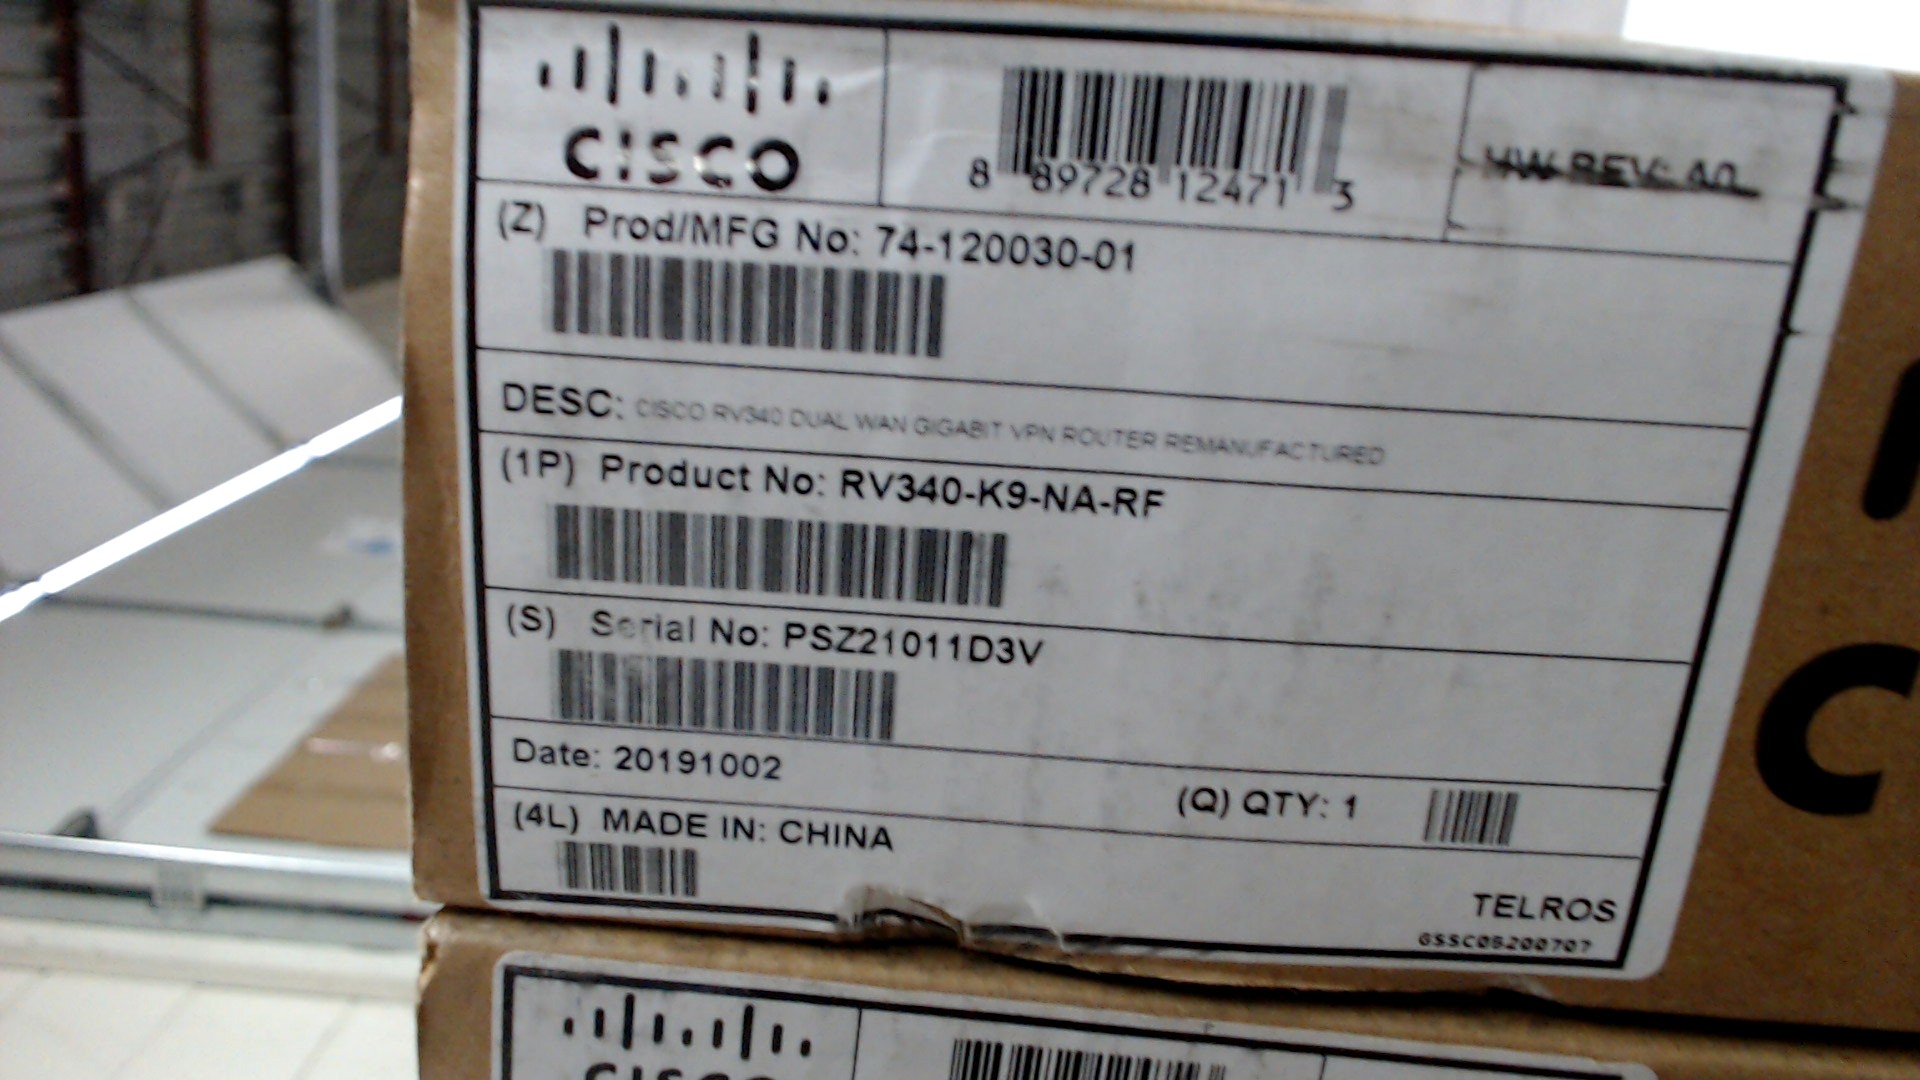 CISCO
8 89728 12471 3
HW REV: A0
(Z) Prod/MFG No: 74-120030-01
DESC: CISCO RV340 DUAL WAN GIGABIT VPN ROUTER REMANUFACTURED
(1P) Product No: RV340-K9-NA-RF
(S) Serial No: PSZ21011D3V
Date: 20191002
(Q) QTY: 1
(4L) MADE IN: CHINA
TELROS
GSSC05200707
C
CISCO